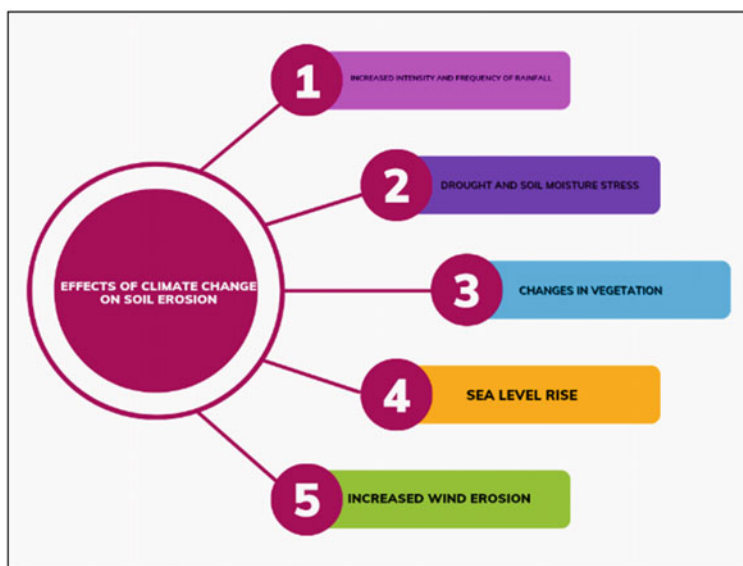 1
INCREASED INTENSITY AND FREQUENCY OF RAINFALL
2
DROUGHT AND SOIL MOISTURE STRESS
EFFECTS OF CLIMATE CHANGE
ON SOIL EROSION
3
CHANGES IN VEGETATION
4
SEA LEVEL RISE
5
INCREASED WIND EROSION